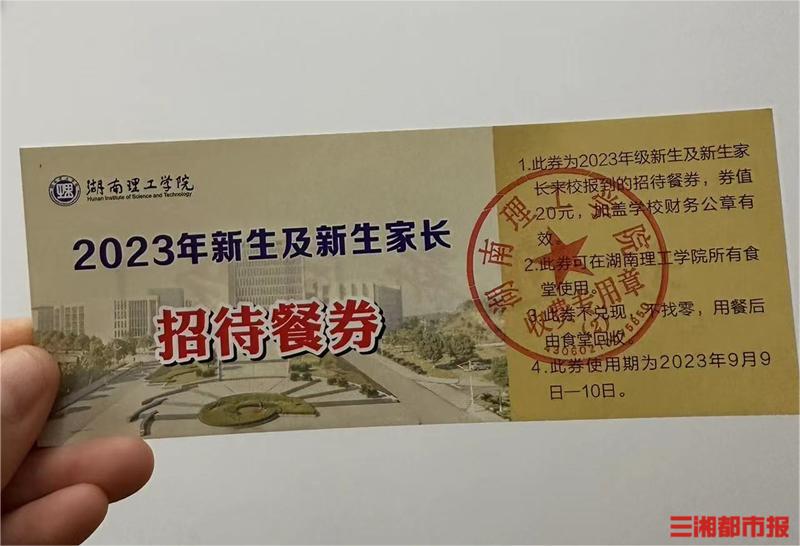 湖南理工学院
Hunan Institute of Science and Technology
2023年新生及新生家长
招待餐券
1.此券为2023年级新生及新生家
长来校报到的招待餐券，券值
20元，加盖学校财务公章有
效。
2.此券可在湖南理工学院所有食
堂使用。
3.此券不兑现，不找零，用餐后
由食堂回收。
4.此券使用期为2023年9月9
日—10日。
湖南理工学院
收费专用章
(2)
三湘都市报